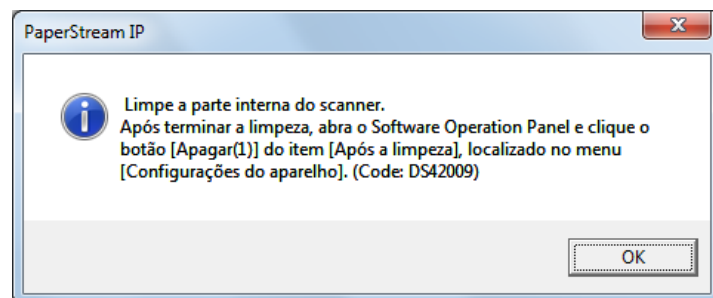 PaperStream IP
Limpe a parte interna do scanner.
Após terminar a limpeza, abra o Software Operation Panel e clique o
botão [Apagar(1)] do item [Após a limpeza], localizado no menu
[Configurações do aparelho]. (Code: DS42009)
OK